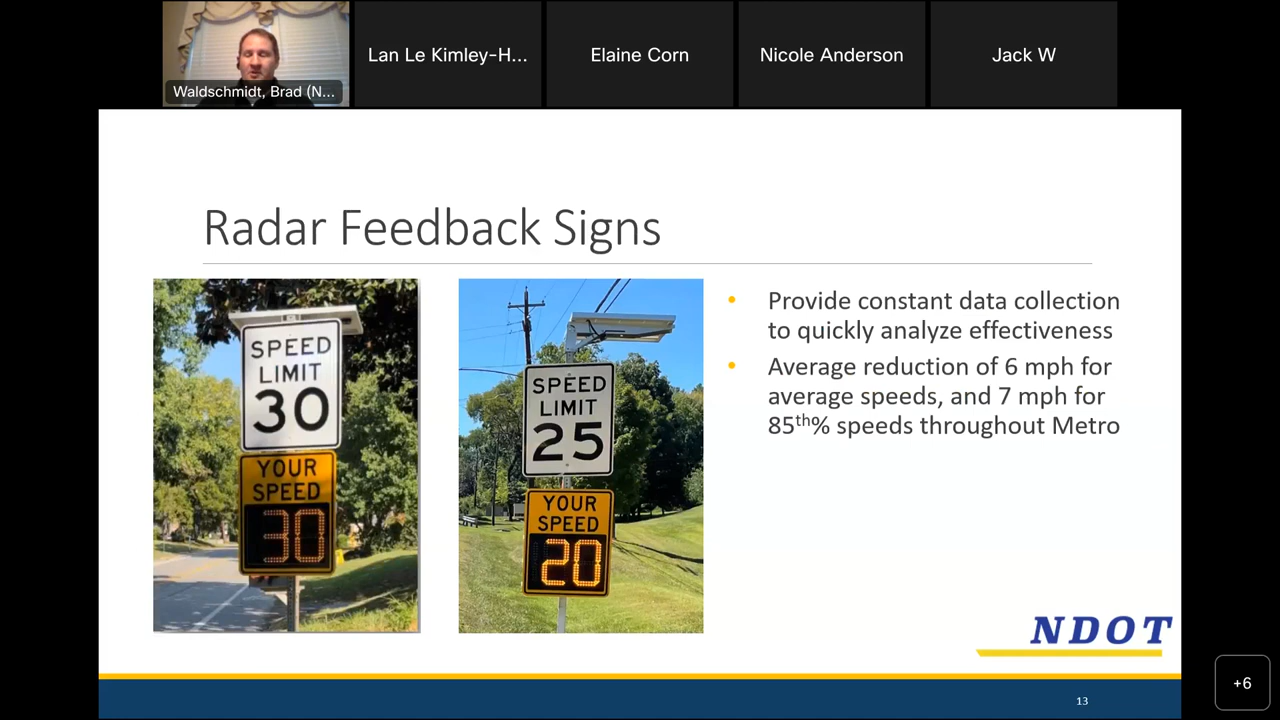 Waldschmidt, Brad (N...
Lan Le Kimley-H...
Elaine Corn
Nicole Anderson
Jack W
Radar Feedback Signs
SPEED
LIMIT
30
YOUR
SPEED
30
SPEED
LIMIT
25
YOUR
SPEED
20
• Provide constant data collection
to quickly analyze effectiveness
• Average reduction of 6 mph for
average speeds, and 7 mph for
85th% speeds throughout Metro
NDOT
13
+6